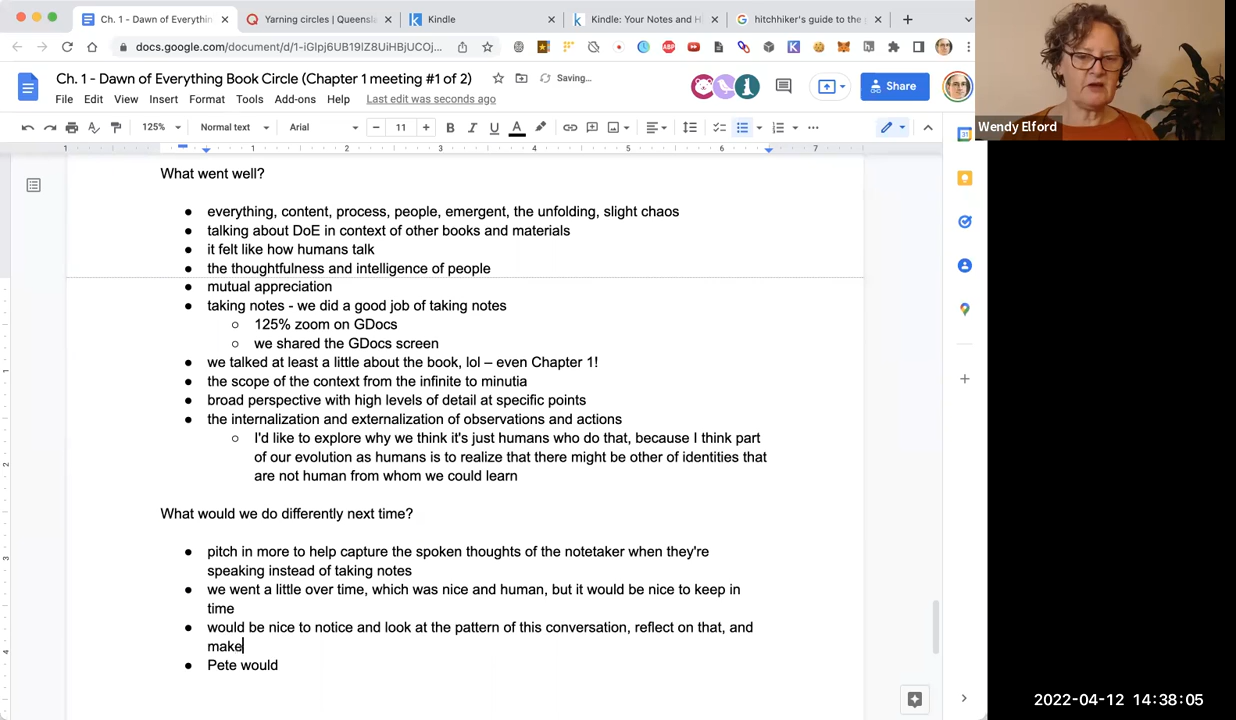 Ch. 1 - Dawn of Everythin
Yarning circles | Queensla
Kindle
Kindle: Your Notes and H
hitchhiker's guide to the
docs.google.com/document/d/1-iGlpj6UB19IZ8UiHBjUCOj...
Ch. 1 - Dawn of Everything Book Circle (Chapter 1 meeting #1 of 2)
Saving...
Share
File Edit View Insert Format Tools Add-ons Help Last edit was seconds ago
125% Normal text Arial 11
1 1 2 3 4 5 6 7
What went well?
● everything, content, process, people, emergent, the unfolding, slight chaos
● talking about DoE in context of other books and materials
● it felt like how humans talk
● the thoughtfulness and intelligence of people
● mutual appreciation
● taking notes - we did a good job of taking notes
○ 125% zoom on GDocs
○ we shared the GDocs screen
● we talked at least a little about the book, lol – even Chapter 1!
● the scope of the context from the infinite to minutia
● broad perspective with high levels of detail at specific points
● the internalization and externalization of observations and actions
○ I'd like to explore why we think it's just humans who do that, because I think part
of our evolution as humans is to realize that there might be other of identities that
are not human from whom we could learn
What would we do differently next time?
● pitch in more to help capture the spoken thoughts of the notetaker when they're
speaking instead of taking notes
● we went a little over time, which was nice and human, but it would be nice to keep in
time
● would be nice to notice and look at the pattern of this conversation, reflect on that, and
make
● Pete would
Wendy Elford
2022-04-12 14:38:05